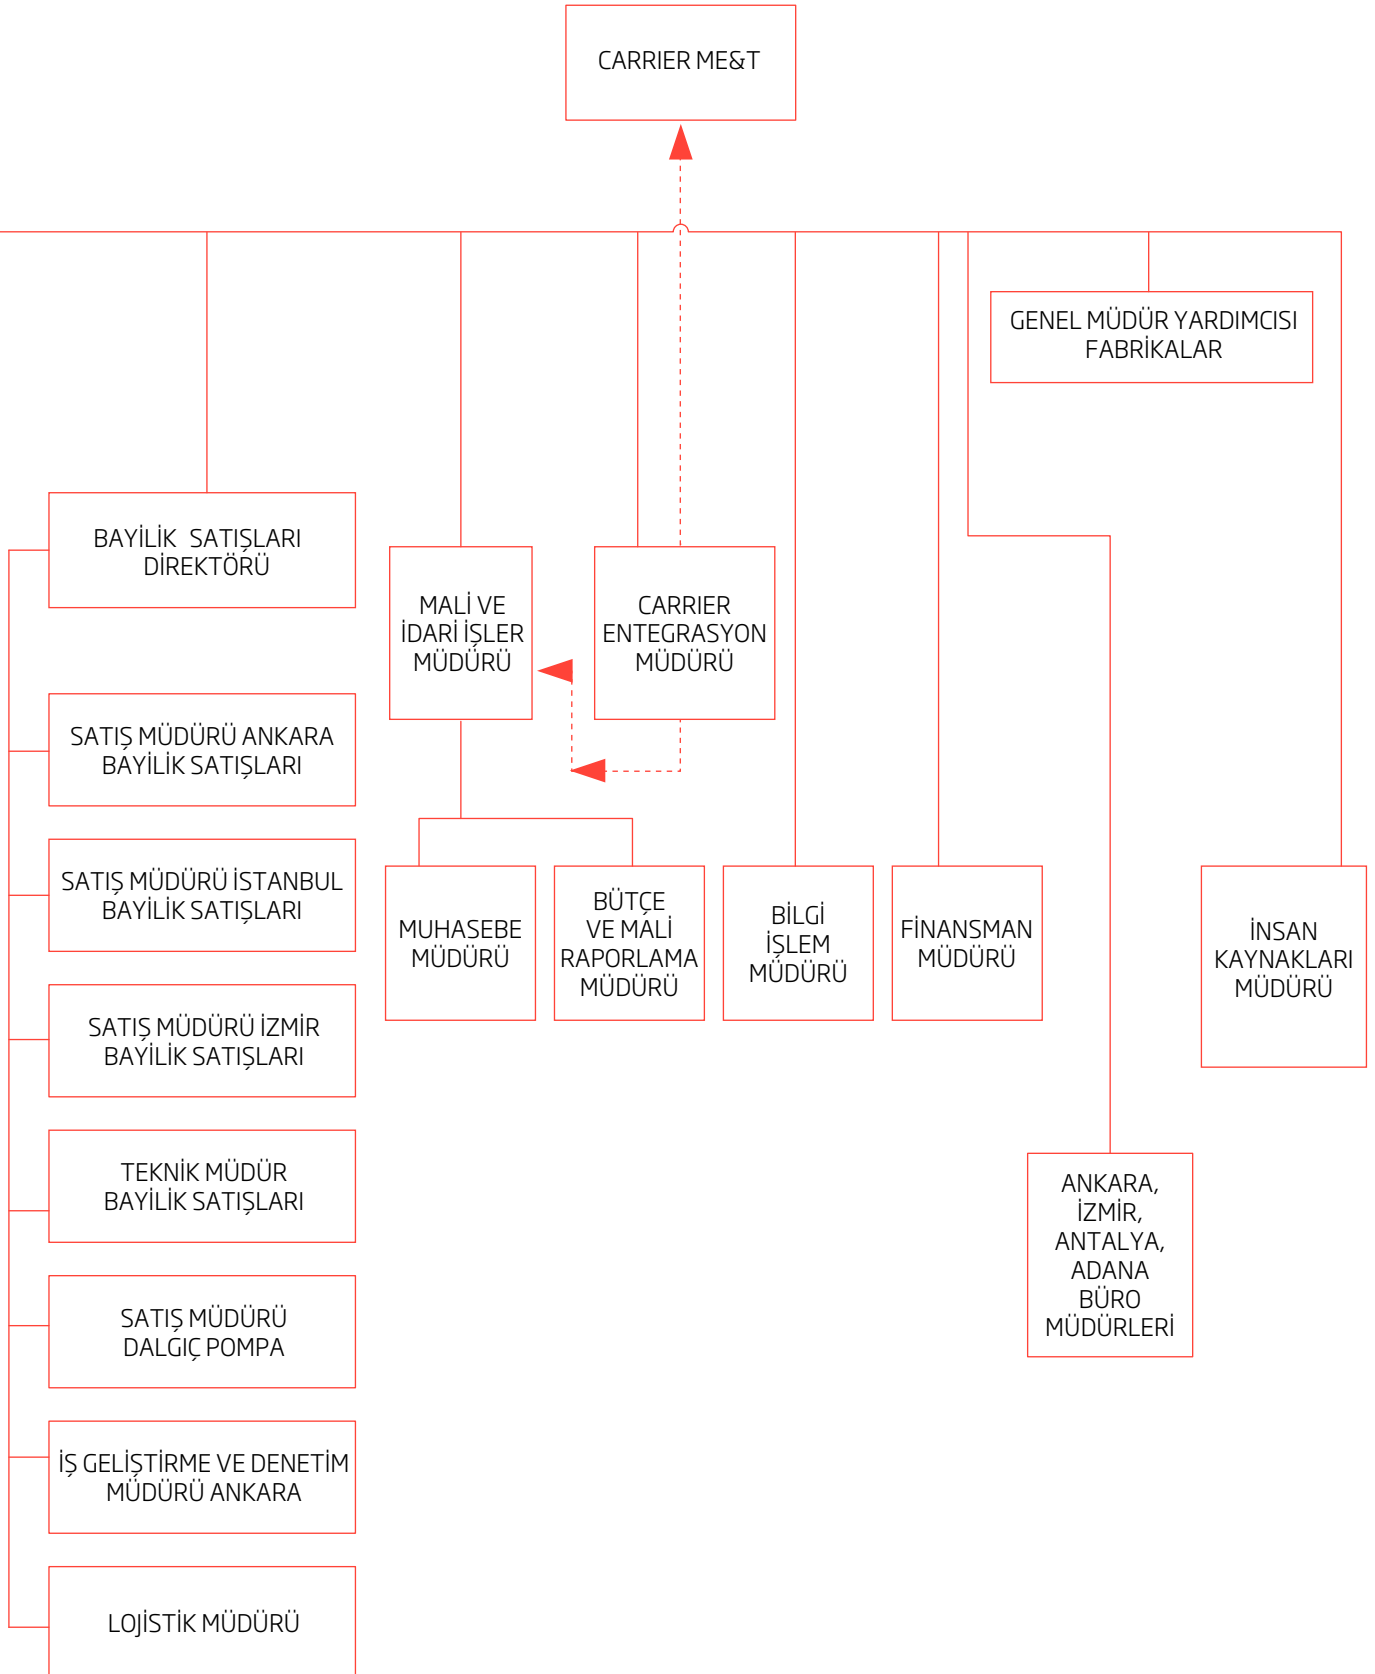 CARRIER ME&T
GENEL MÜDÜR YARDIMCISI
FABRİKALAR
BAYİLİK SATIŞLARI
DİREKTÖRÜ
MALİ VE
İDARİ İŞLER
MÜDÜRÜ
CARRIER
ENTEGRASYON
MÜDÜRÜ
SATIŞ MÜDÜRÜ ANKARA
BAYİLİK SATIŞLARI
SATIŞ MÜDÜRÜ İSTANBUL
BAYİLİK SATIŞLARI
MUHASEBE
MÜDÜRÜ
BÜTÇE
VE MALİ
RAPORLAMA
MÜDÜRÜ
BİLGİ
İŞLEM
MÜDÜRÜ
FİNANSMAN
MÜDÜRÜ
İNSAN
KAYNAKLARI
MÜDÜRÜ
SATIŞ MÜDÜRÜ İZMİR
BAYİLİK SATIŞLARI
TEKNİK MÜDÜR
BAYİLİK SATIŞLARI
ANKARA,
İZMİR,
ANTALYA,
ADANA
BÜRO
MÜDÜRLERİ
SATIŞ MÜDÜRÜ
DALGIÇ POMPA
İŞ GELİŞTİRME VE DENETİM
MÜDÜRÜ ANKARA
LOJİSTİK MÜDÜRÜ